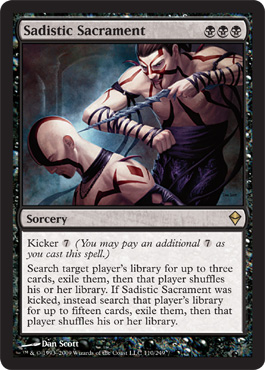 Sadistic Sacrament
Sorcery
Kicker 7 (You may pay an additional 7 as
you cast this spell.)
Search target player's library for up to three
cards, exile them, then that player shuffles
his or her library. If Sadistic Sacrament was
kicked, instead search that player's library
for up to fifteen cards, exile them, then that
player shuffles his or her library.
Dan Scott
™ & © 1993–2009 Wizards of the Coast LLC 110/249